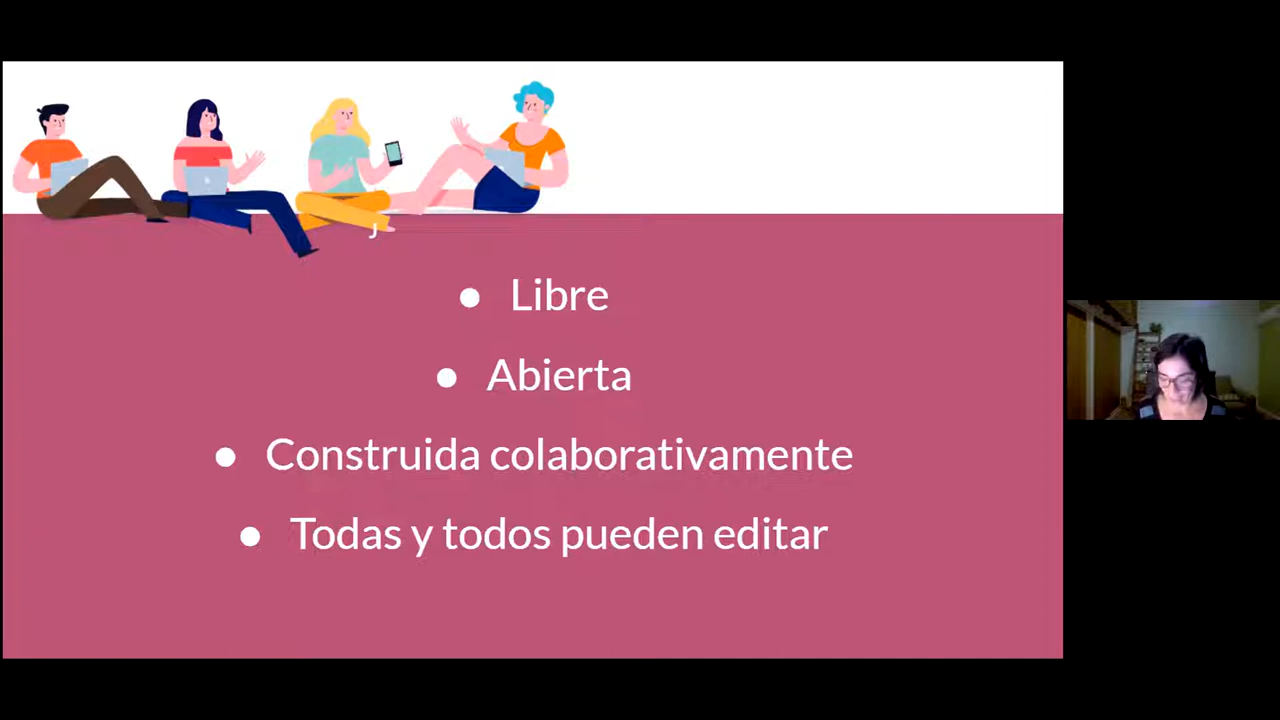 J
● Libre
● Abierta
● Construida colaborativamente
● Todas y todos pueden editar